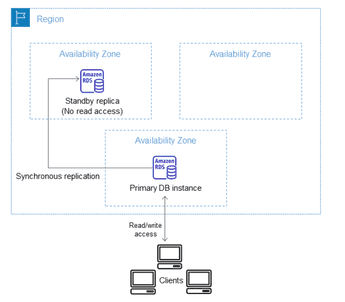 Region
Availability Zone
Availability Zone
Amazon
RDS
Standby replica
(No read access)
Availability Zone
Amazon
RDS
Synchronous replication
Primary DB instance
Read/write
access
Clients